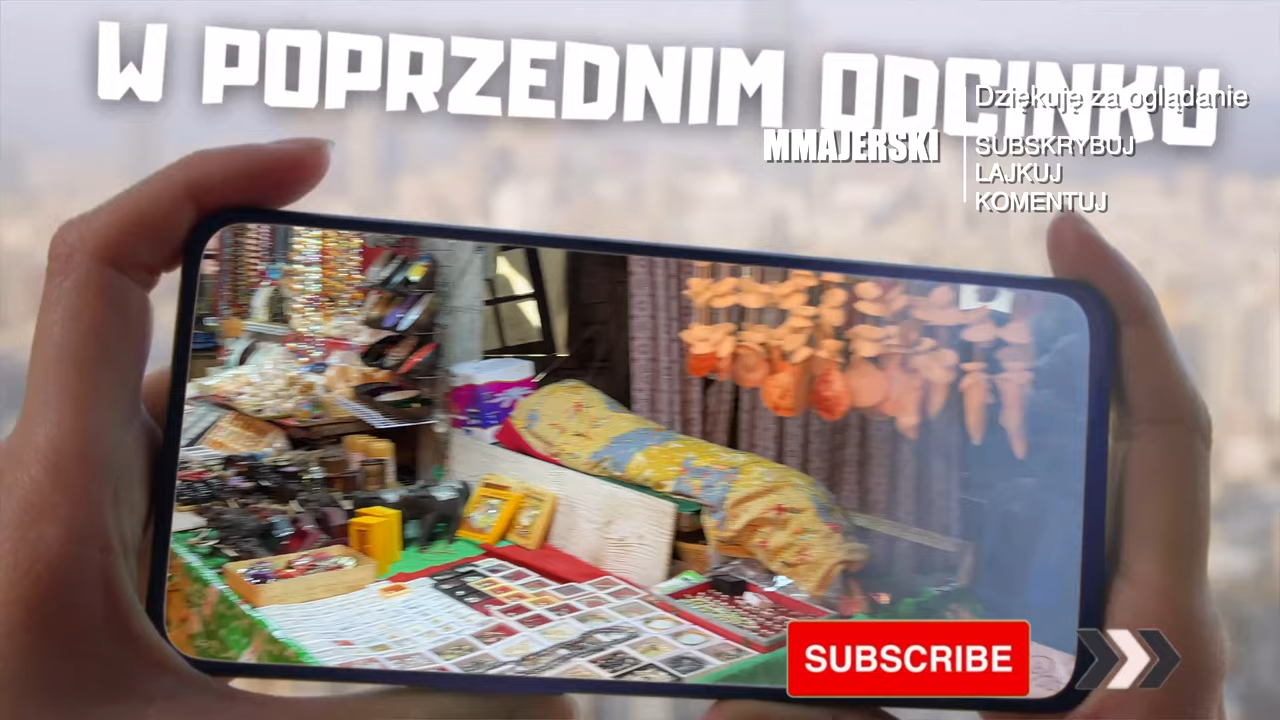 W POPRZEDNIM ODCINKU
Dziękuję za oglądanie
MMAJERSKI
SUBSKRYBUJ
LAJKUJ
KOMENTUJ
SUBSCRIBE